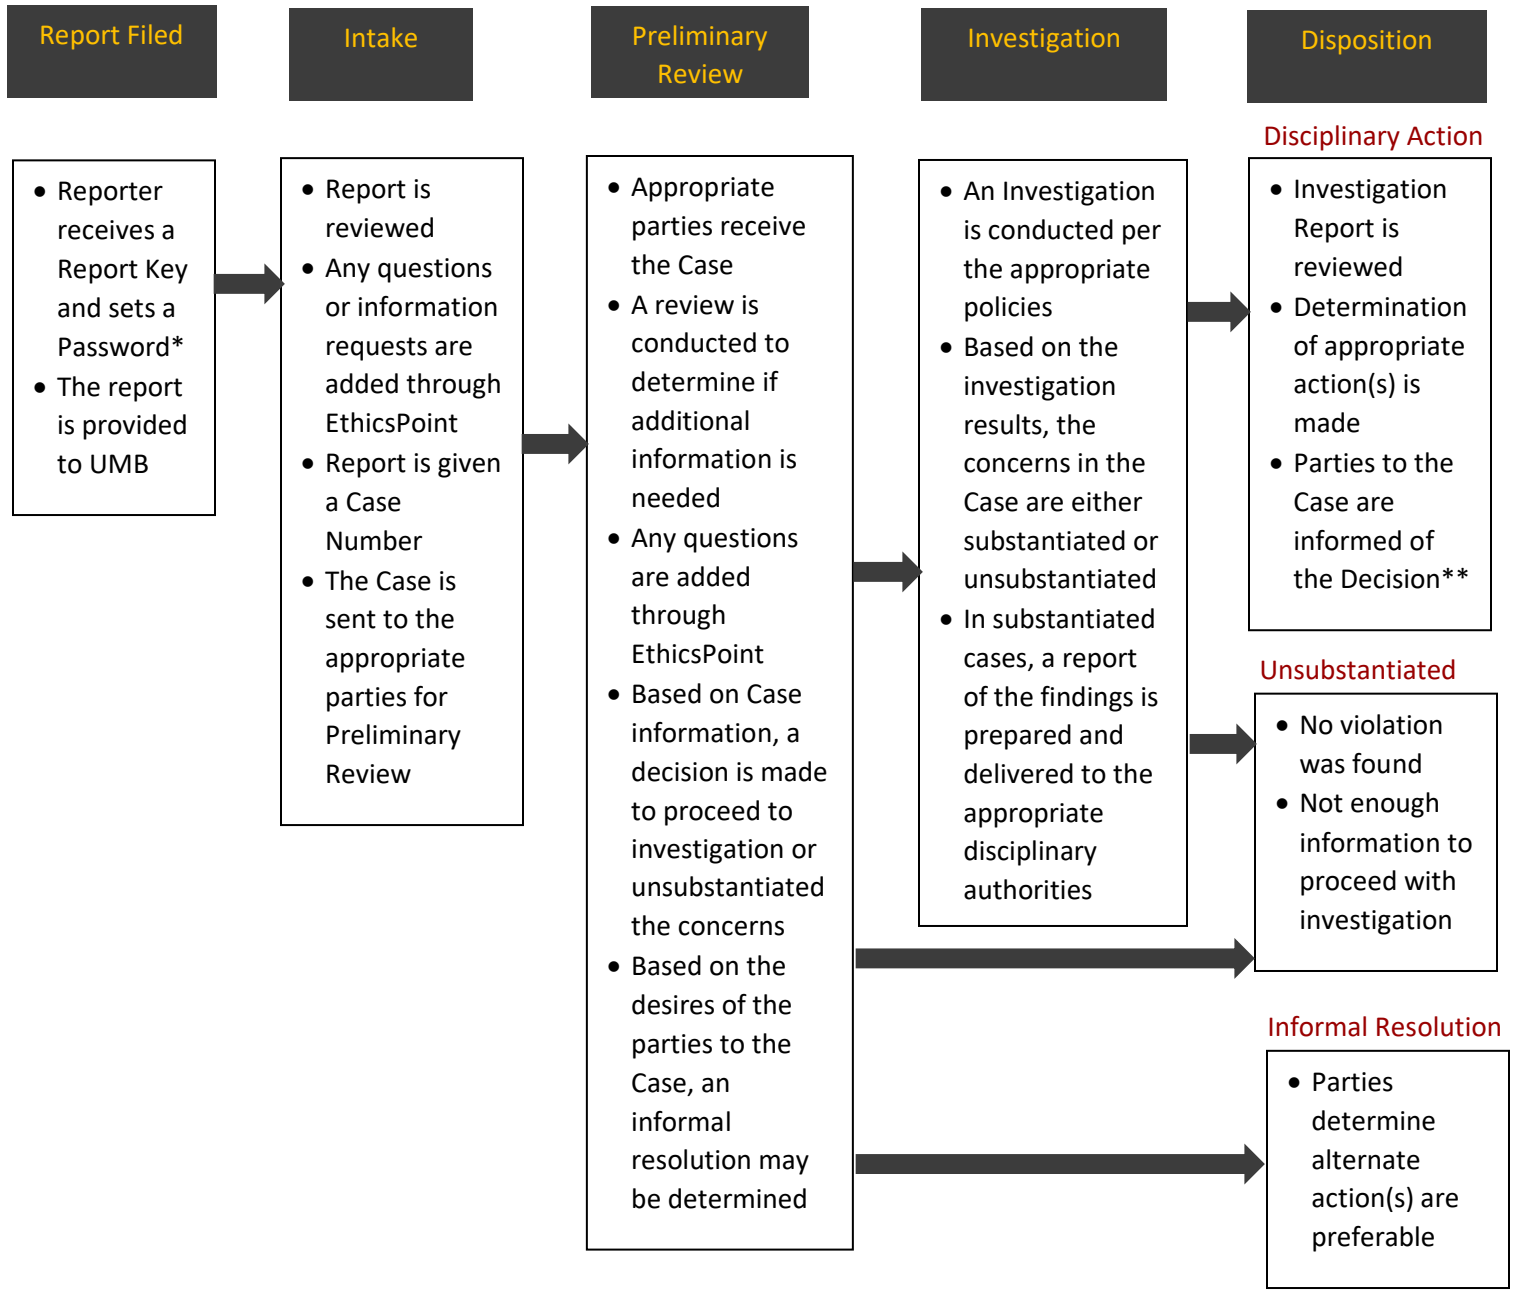 Report Filed
Intake
Preliminary
Review
Investigation
Disposition
• Reporter
receives a
Report Key
and sets a
Password*
• The report
is provided
to UMB
• Report is
reviewed
• Any questions
or information
requests are
added through
EthicsPoint
• Report is given
a Case
Number
• The Case is
sent to the
appropriate
parties for
Preliminary
Review
• Appropriate
parties receive
the Case
• A review is
conducted to
determine if
additional
information is
needed
• Any questions
are added
through
EthicsPoint
• Based on Case
information, a
decision is made
to proceed to
investigation or
unsubstantiated
the concerns
• Based on the
desires of the
parties to the
Case, an
informal
resolution may
be determined
• An Investigation
is conducted per
the appropriate
policies
• Based on the
investigation
results, the
concerns in the
Case are either
substantiated or
unsubstantiated
• In substantiated
cases, a report
of the findings is
prepared and
delivered to the
appropriate
disciplinary
authorities
Disciplinary Action
• Investigation
Report is
reviewed
• Determination
of appropriate
action(s) is
made
• Parties to the
Case are
informed of
the Decision**
Unsubstantiated
• No violation
was found
• Not enough
information to
proceed with
investigation
Informal Resolution
• Parties
determine
alternate
action(s) are
preferable